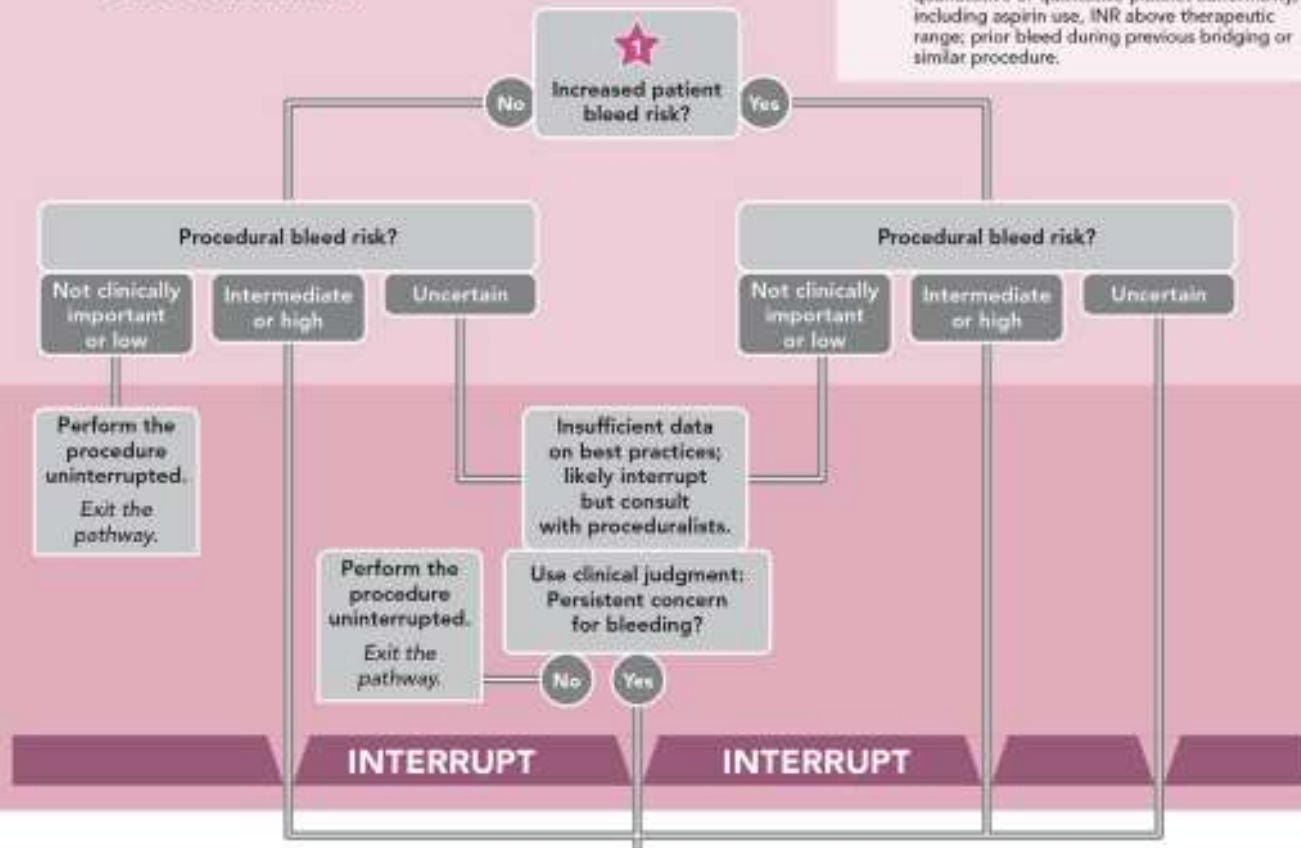 including aspirin use, INR above therapeutic
range; prior bleed during previous bridging or
similar procedure.
1
Increased patient
bleed risk?
No
Yes
Procedural bleed risk?
Not clinically
important
or low
Intermediate
or high
Uncertain
Procedural bleed risk?
Not clinically
important
or low
Intermediate
or high
Uncertain
Perform the
procedure
uninterrupted.
Exit the
pathway.
Insufficient data
on best practices;
likely interrupt
but consult
with proceduralists.
Perform the
procedure
uninterrupted.
Exit the
pathway.
Use clinical judgment:
Persistent concern
for bleeding?
No
Yes
INTERRUPT
INTERRUPT